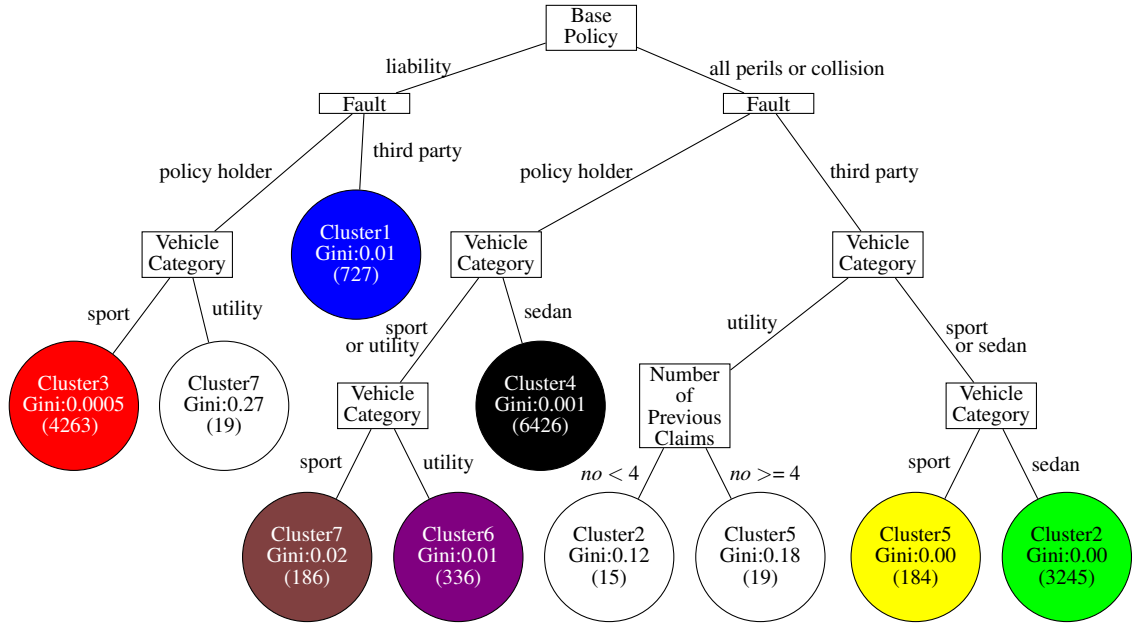 Base
Policy
liability
all perils or collision
Fault
Fault
third party
policy holder
policy holder
third party
Vehicle
Category
Cluster1
Gini:0.01
(727)
Vehicle
Category
Vehicle
Category
sport
utility
sport
or utility
sedan
utility
sport
or sedan
Cluster3
Gini:0.0005
(4263)
Cluster7
Gini:0.27
(19)
Vehicle
Category
Cluster4
Gini:0.001
(6426)
Number
of
Previous
Claims
Vehicle
Category
sport
utility
no < 4
no >= 4
sport
sedan
Cluster7
Gini:0.02
(186)
Cluster6
Gini:0.01
(336)
Cluster2
Gini:0.12
(15)
Cluster5
Gini:0.18
(19)
Cluster5
Gini:0.00
(184)
Cluster2
Gini:0.00
(3245)